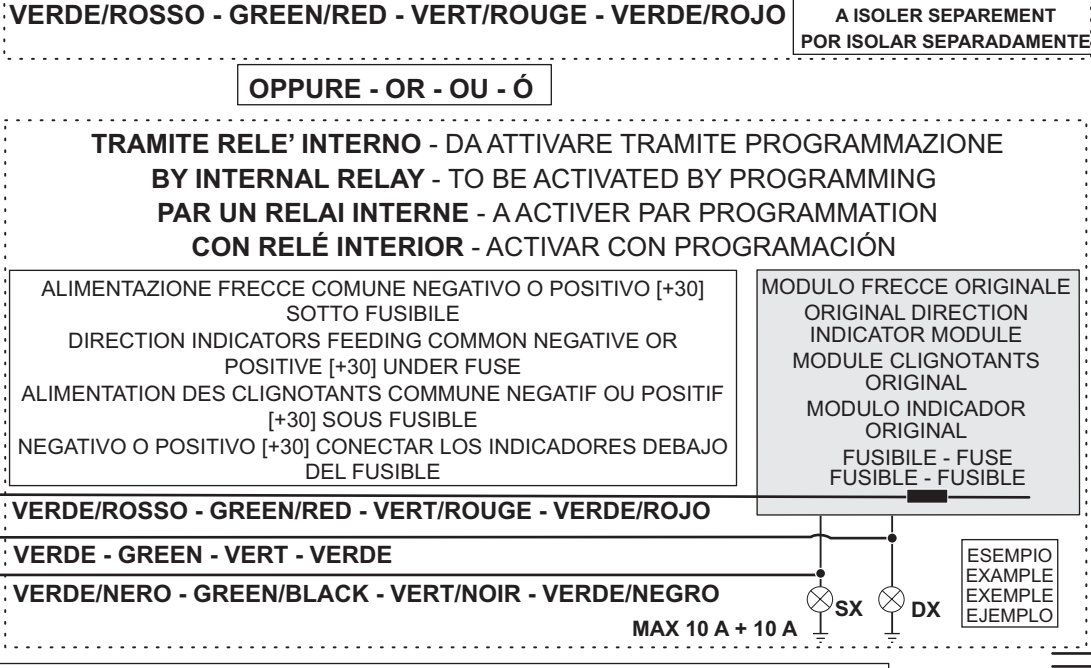 VERDE/ROSSO - GREEN/RED - VERT/ROUGE - VERDE/ROJO
A ISOLER SEPAREMENT
POR ISOLAR SEPARADAMENTE
OPPURE - OR - OU - Ó
TRAMITE RELE’ INTERNO - DA ATTIVARE TRAMITE PROGRAMMAZIONE
BY INTERNAL RELAY - TO BE ACTIVATED BY PROGRAMMING
PAR UN RELAI INTERNE - A ACTIVER PAR PROGRAMMATION
CON RELÉ INTERIOR - ACTIVAR CON PROGRAMACIÓN
ALIMENTAZIONE FRECCE COMUNE NEGATIVO O POSITIVO [+30]
SOTTO FUSIBILE
DIRECTION INDICATORS FEEDING COMMON NEGATIVE OR
POSITIVE [+30] UNDER FUSE
ALIMENTATION DES CLIGNOTANTS COMMUNE NEGATIF OU POSITIF
[+30] SOUS FUSIBLE
NEGATIVO O POSITIVO [+30] CONECTAR LOS INDICADORES DEBAJO
DEL FUSIBLE
MODULO FRECCE ORIGINALE
ORIGINAL DIRECTION
INDICATOR MODULE
MODULE CLIGNOTANTS
ORIGINAL
MODULO INDICADOR
ORIGINAL
FUSIBILE - FUSE
FUSIBLE - FUSIBLE
VERDE/ROSSO - GREEN/RED - VERT/ROUGE - VERDE/ROJO
VERDE - GREEN - VERT - VERDE
VERDE/NERO - GREEN/BLACK - VERT/NOIR - VERDE/NEGRO
MAX 10 A + 10 A
SX
DX
ESEMPIO
EXAMPLE
EXEMPLE
EJEMPLO